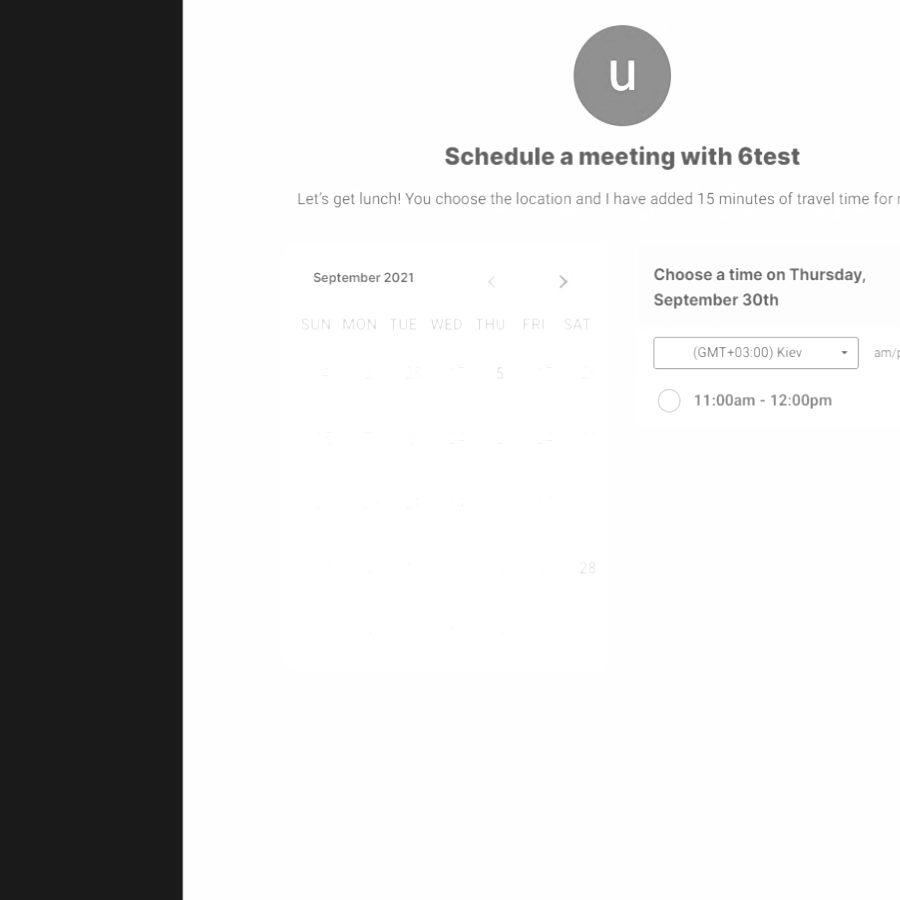 u
Schedule a meeting with 6test
Let's get lunch! You choose the location and I have added 15 minutes of travel time for
September 2021
Choose a time on Thursday,
September 30th
SUN MON TUE WED THU FRI SAT
(GMT+03:00) Kiev
5
11:00am - 12:00pm
28